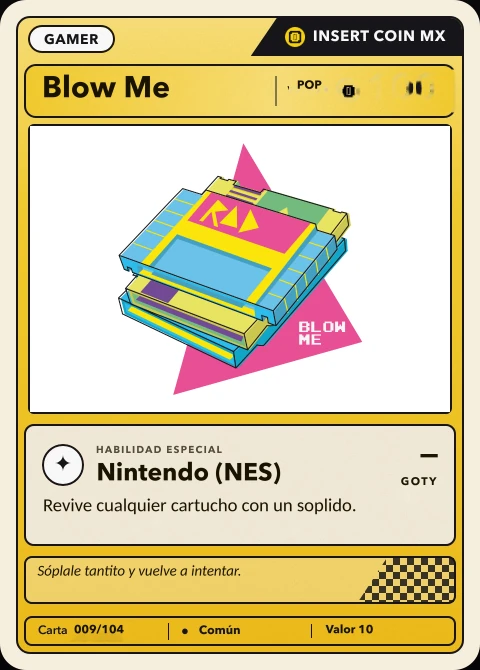 GAMER
INSERT COIN MX
Blow Me
POP
RAD
BLOW
ME
HABILIDAD ESPECIAL
Nintendo (NES)
GOTY
Revive cualquier cartucho con un soplido.
Sóplale tantito y vuelve a intentar.
Carta 009/104
• Común
Valor 10